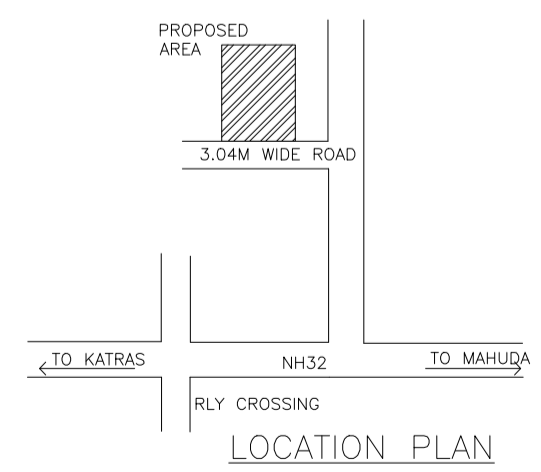 PROPOSED
AREA
3.04M WIDE ROAD
TO KATRAS
NH32
TO MAHUDA
RLY CROSSING
LOCATION PLAN